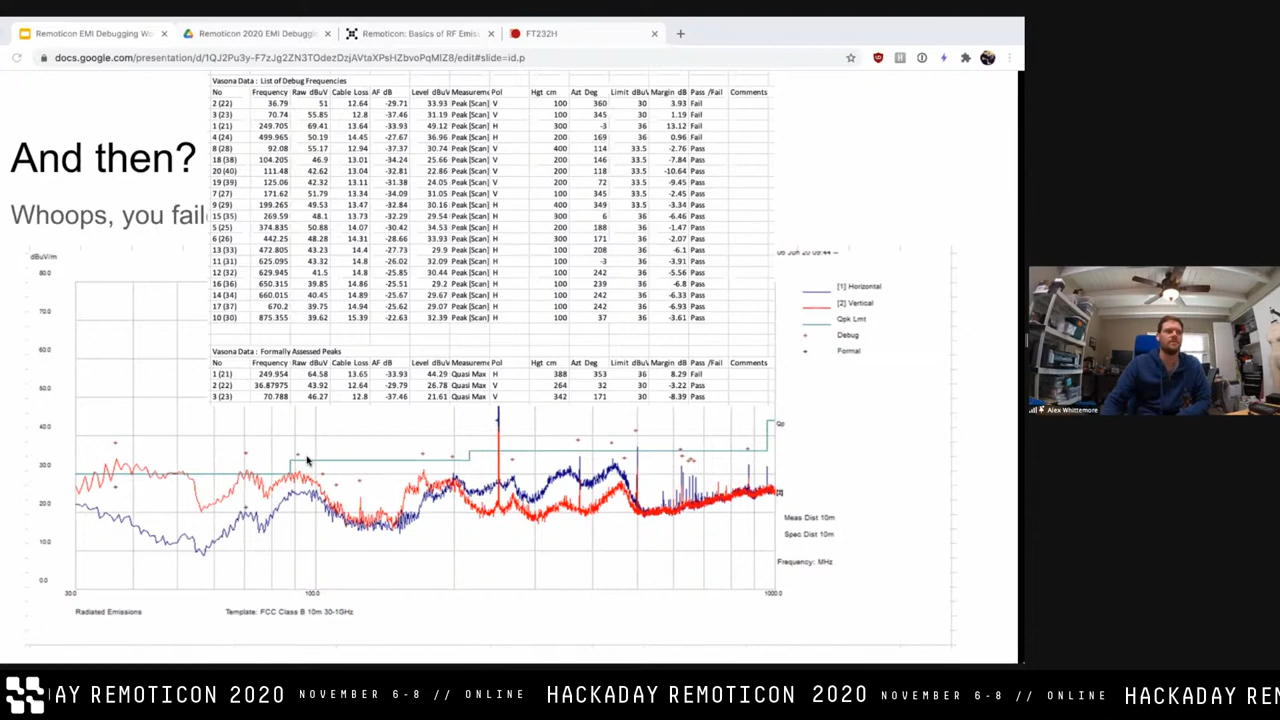 Remoticon EMI Debugging Wo
Remoticon 2020 EMI Debuggin
Remoticon: Basics of RF Emis
FT232H
docs.google.com/presentation/d/1QJ2Pu3y-F7zJg2ZN3TOdezDzjAVtaXPsHZbvoPqMlZ8/edit#slide=id.p
Vasona Data : List of Debug Frequencies
No Frequency Raw dBuV Cable Loss AF dB Level dBuV Measurem Pol Hgt cm Azt Deg Limit dBuV Margin dB Pass /Fail Comments
2 (22) 36.79 51 12.64 -29.71 33.93 Peak [Scan] V 100 360 30 3.93 Fail
3 (23) 70.74 55.85 12.8 -37.46 31.19 Peak [Scan] V 100 345 30 1.19 Fail
1 (21) 249.705 69.41 13.64 -33.93 49.12 Peak [Scan] H 300 -3 36 13.12 Fail
4 (24) 499.965 50.19 14.45 -27.67 36.96 Peak [Scan] H 200 169 36 0.96 Fail
8 (28) 92.08 55.17 12.94 -37.37 30.74 Peak [Scan] V 400 114 33.5 -2.76 Pass
18 (38) 104.205 46.9 13.01 -34.24 25.66 Peak [Scan] V 200 146 33.5 -7.84 Pass
20 (40) 111.48 42.62 13.04 -32.81 22.86 Peak [Scan] V 200 118 33.5 -10.64 Pass
19 (39) 125.06 42.32 13.11 -31.38 24.05 Peak [Scan] V 200 72 33.5 -9.45 Pass
7 (27) 171.62 51.79 13.34 -34.09 31.05 Peak [Scan] V 100 345 33.5 -2.45 Pass
9 (29) 199.265 49.53 13.47 -32.84 30.16 Peak [Scan] V 400 349 33.5 -3.34 Pass
15 (35) 269.59 48.1 13.73 -32.29 29.54 Peak [Scan] H 300 6 36 -6.46 Pass
5 (25) 374.835 50.88 14.07 -30.42 34.53 Peak [Scan] H 200 188 36 -1.47 Pass
6 (26) 442.25 48.28 14.31 -28.66 33.93 Peak [Scan] H 300 171 36 -2.07 Pass
13 (33) 472.805 43.23 14.4 -27.73 29.9 Peak [Scan] H 100 208 36 -6.1 Pass
11 (31) 625.095 43.32 14.8 -26.02 32.09 Peak [Scan] H 100 -3 36 -3.91 Pass
12 (32) 629.945 41.5 14.8 -25.85 30.44 Peak [Scan] H 100 242 36 -5.56 Pass
16 (36) 650.315 39.85 14.86 -25.51 29.2 Peak [Scan] H 100 239 36 -6.8 Pass
14 (34) 660.015 40.45 14.89 -25.67 29.67 Peak [Scan] H 100 242 36 -6.33 Pass
17 (37) 670.2 39.75 14.94 -25.62 29.07 Peak [Scan] H 100 242 36 -6.93 Pass
10 (30) 875.355 39.62 15.39 -22.63 32.39 Peak [Scan] H 100 37 36 -3.61 Pass
Vasona Data : Formally Assessed Peaks
No Frequency Raw dBuV Cable Loss AF dB Level dBuV Measurem Pol Hgt cm Azt Deg Limit dBuV Margin dB Pass /Fail Comments
1 (21) 249.954 64.58 13.65 -33.93 44.29 Quasi Max H 388 353 36 8.29 Fail
2 (22) 36.87975 43.92 12.64 -29.79 26.78 Quasi Max V 264 32 30 -3.22 Pass
3 (23) 70.788 46.27 12.8 -37.46 21.61 Quasi Max V 342 171 30 -8.39 Pass
And then?
Whoops, you faile
dBuV/m
80.0
70.0
60.0
50.0
40.0
30.0
20.0
10.0
0.0
30.0 100.0 1000.0
[1] Horizontal
[2] Vertical
Qpk Lmt
Debug
Formal
Qp
Meas Dist 10m
Spec Dist 10m
Frequency: MHz
Radiated Emissions Template: FCC Class B 10m 30-1GHz
Alex Whittemore
DAY REMOTICON 2020 NOVEMBER 6-8 // ONLINE HACKADAY REMOTICON 2020 NOVEMBER 6-8 // ONLINE HACKADAY REM